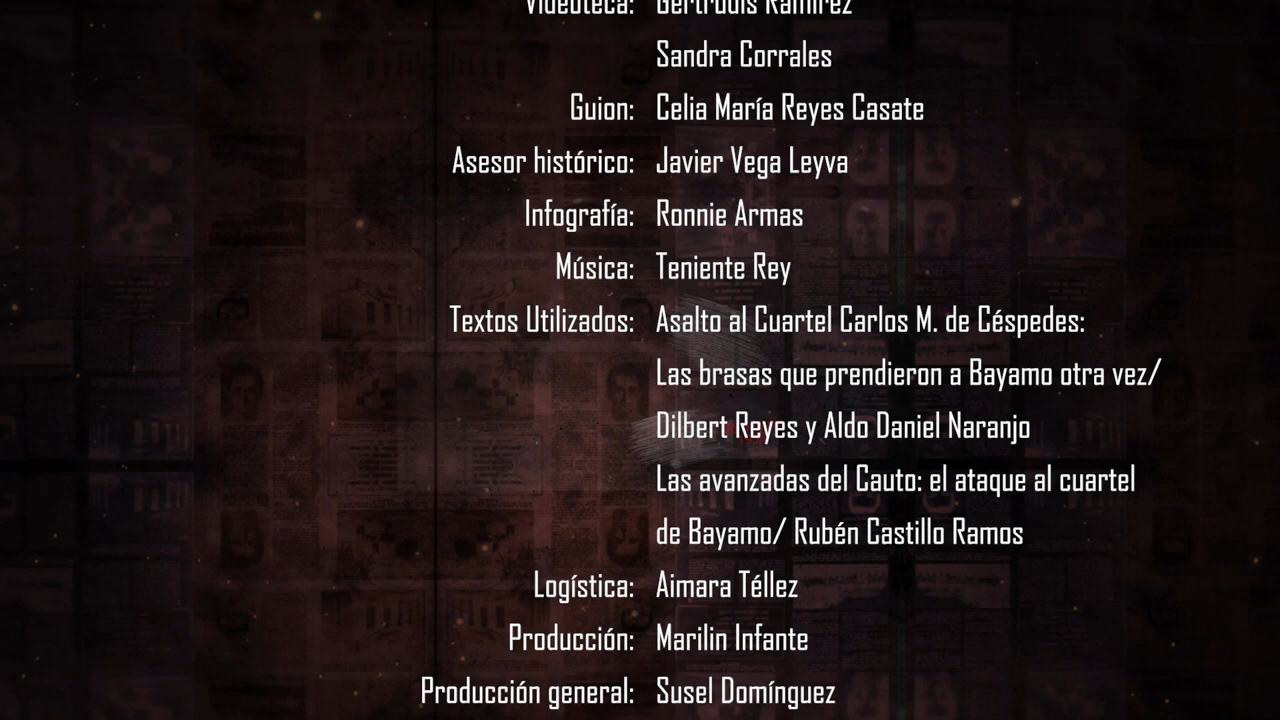 Videoteca: Gertrudis Ramírez
Sandra Corrales
Guion: Celia María Reyes Casate
Asesor histórico: Javier Vega Leyva
Infografía: Ronnie Armas
Música: Teniente Rey
Textos Utilizados: Asalto al Cuartel Carlos M. de Céspedes:
Las brasas que prendieron a Bayamo otra vez/
Dilbert Reyes y Aldo Daniel Naranjo
Las avanzadas del Cauto: el ataque al cuartel
de Bayamo/ Rubén Castillo Ramos
Logística: Aimara Téllez
Producción: Marilin Infante
Producción general: Susel Domínguez